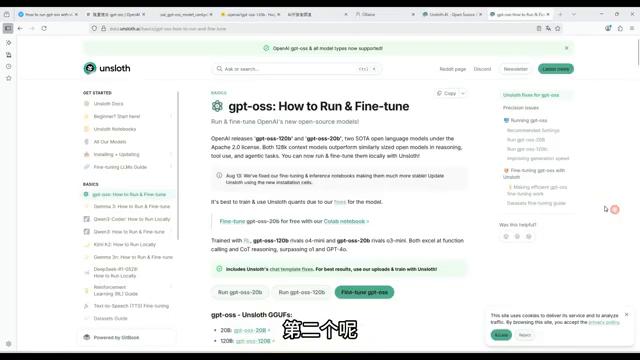 How to run gpt-oss with
OpenAI
openai/gpt-oss-120b · Hug
Ollama
Unsloth AI - Open Source
gpt-oss: How to Run & Fine
docs.unsloth.ai/basics/gpt-oss-how-to-run-and-fine-tune
OpenAI gpt-oss & all model types now supported!
unsloth
Ask or search...
Ctrl
Reddit page
Discord
Newsletter
Latest news
GET STARTED
Unsloth Docs
Beginner? Start here!
Unsloth Notebooks
All Our Models
Installing + Updating
Fine-tuning LLMs Guide
BASICS
gpt-oss: How to Run & Fine-tune
Gemma 3: How to Run & Fine-tune
Qwen3-Coder: How to Run Locally
Qwen3: How to Run & Fine-tune
Kimi K2: How to Run Locally
Gemma 3n: How to Run & Fine-tune
DeepSeek-R1-0528:
How to Run Locally
Reinforcement
Learning (RL) Guide
Text-to-Speech (TTS) Fine-tuning
Powered by GitBook
BASICS
gpt-oss: How to Run & Fine-tune
Copy
Run & fine-tune OpenAI's new open-source models!
OpenAI releases 'gpt-oss-120b' and 'gpt-oss-20b', two SOTA open language models under the
Apache 2.0 license. Both 128k context models outperform similarly sized open models in reasoning,
tool use, and agentic tasks. You can now run & fine-tune them locally with Unsloth!
Aug 13: We've fixed our fine-tuning & inference notebooks making them much more stable! Update
Unsloth using the new installation cells.
It's best to train & use Unsloth quants due to our fixes for the model.
Fine-tune gpt-oss-20b for free with our Colab notebook
Trained with RL, gpt-oss-120b rivals o4-mini and gpt-oss-20b rivals o3-mini. Both excel at function
calling and CoT reasoning, surpassing o1 and GPT-4o.
Includes Unsloth's chat template fixes. For best results, use our uploads & train with Unsloth!
Run gpt-oss-20b
Run gpt-oss-120b
Fine-tune gpt-oss
gpt-oss - Unsloth GGUFs:
20B: gpt-oss-20B
120B: gpt-oss-120B
Unsloth fixes for gpt-oss
Precision issues
Running gpt-oss
Recommended Settings
Run gpt-oss-20B
Run gpt-oss-120b:
Improving generation speed
Fine-tuning gpt-oss with
Unsloth
Making efficient gpt-oss
fine-tuning work
Datasets fine-tuning guide
Was this helpful?
This site uses cookies to deliver its service and to analyze
traffic. By browsing this site, you accept the privacy policy.
Accept
Reject
第二个呢